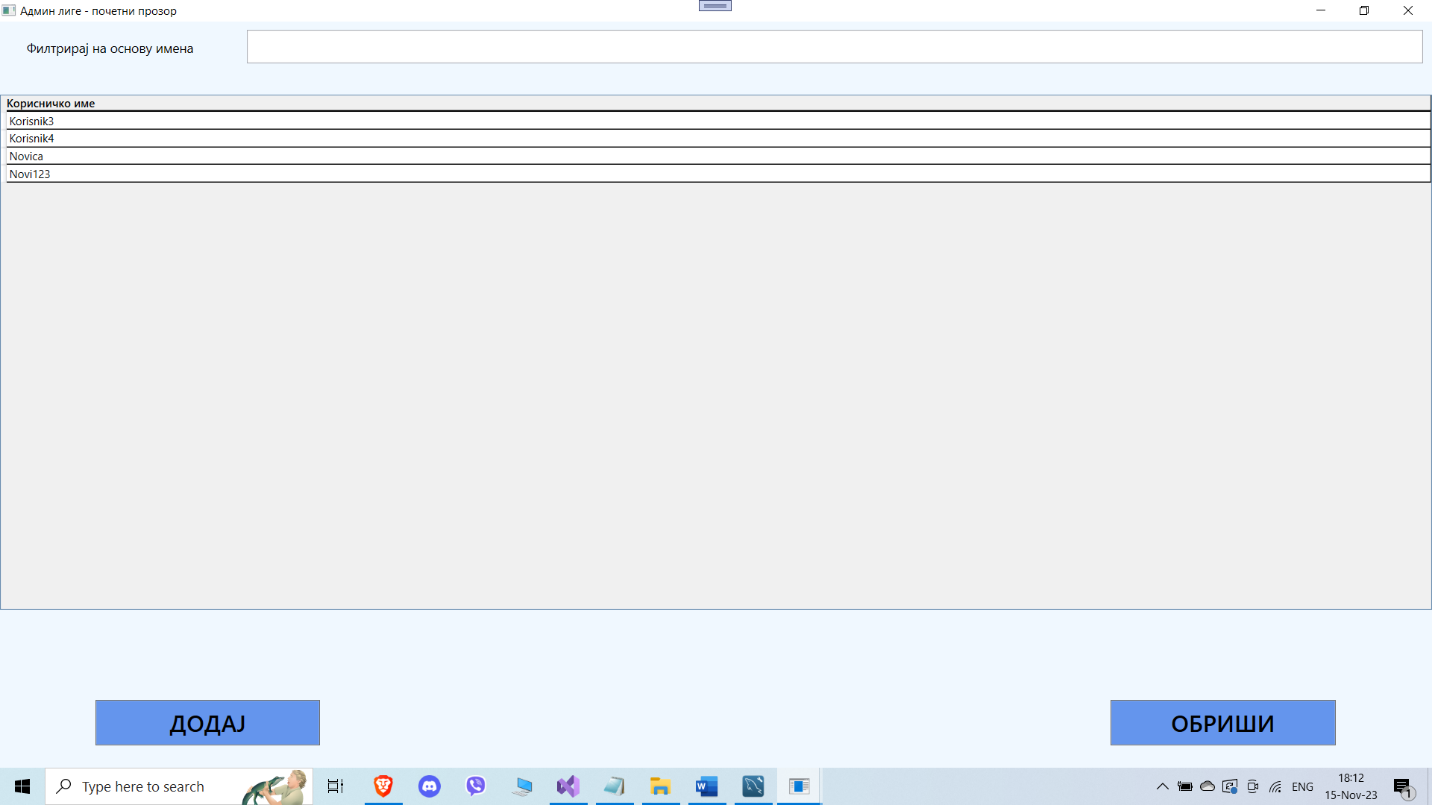 Админ лиге - почетни прозор
Филтрирај на основу имена
Корисничко име
Korisnik3
Korisnik4
Novica
Novi123
ДОДАЈ
ОБРИШИ
Type here to search
ENG
18:12
15-Nov-23
1